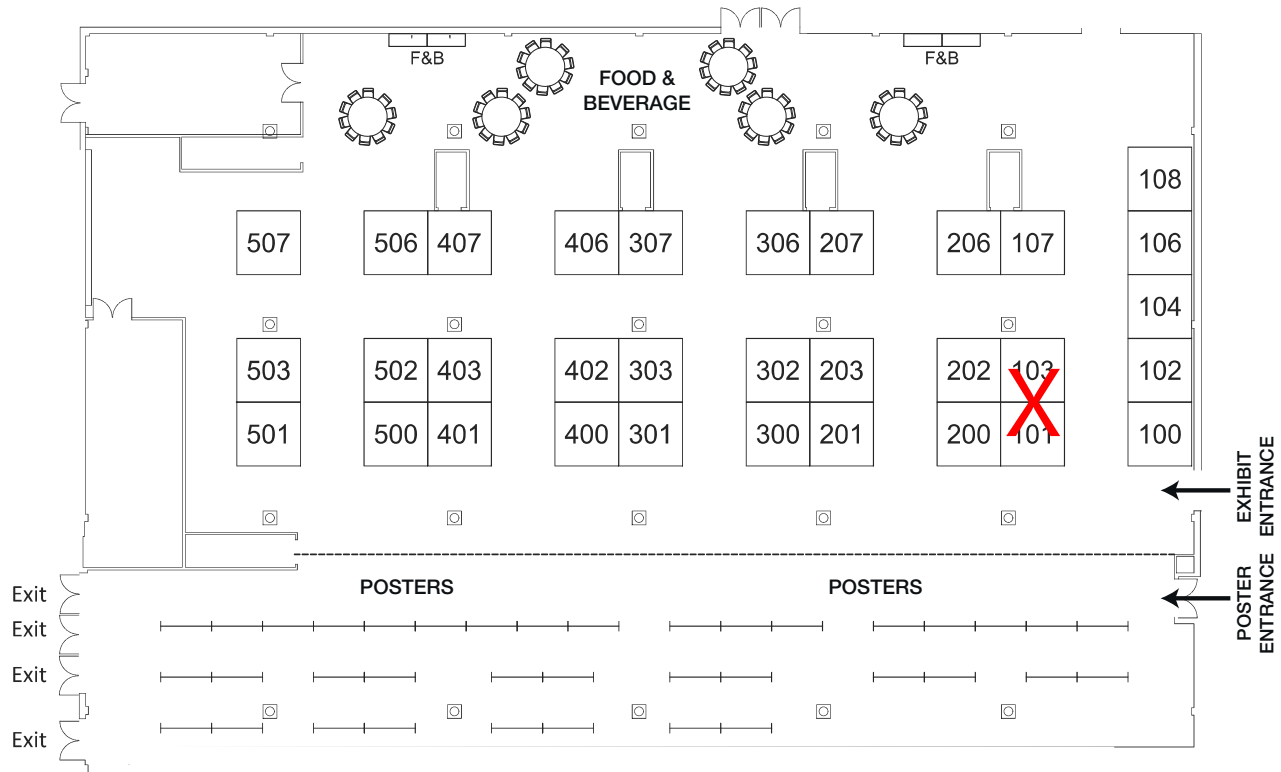 F&B
FOOD &
BEVERAGE
F&B
108
507 506 407 406 307 306 207 206 107 106
104
503 502 403 402 303 302 203 202 103 102
501 500 401 400 301 300 201 200 101 100
X
EXHIBIT
ENTRANCE
POSTERS POSTERS
POSTER
ENTRANCE
Exit
Exit
Exit
Exit